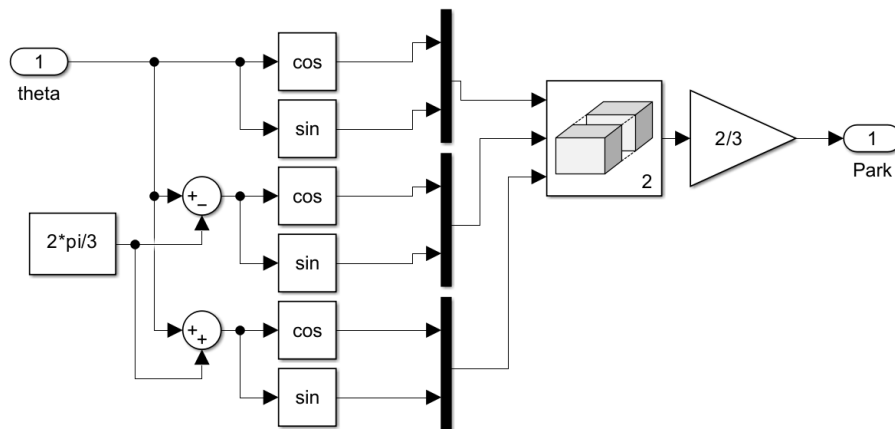 1
theta
cos
sin
+
−
cos
sin
2*pi/3
+
+
cos
sin
2
2/3
1
Park